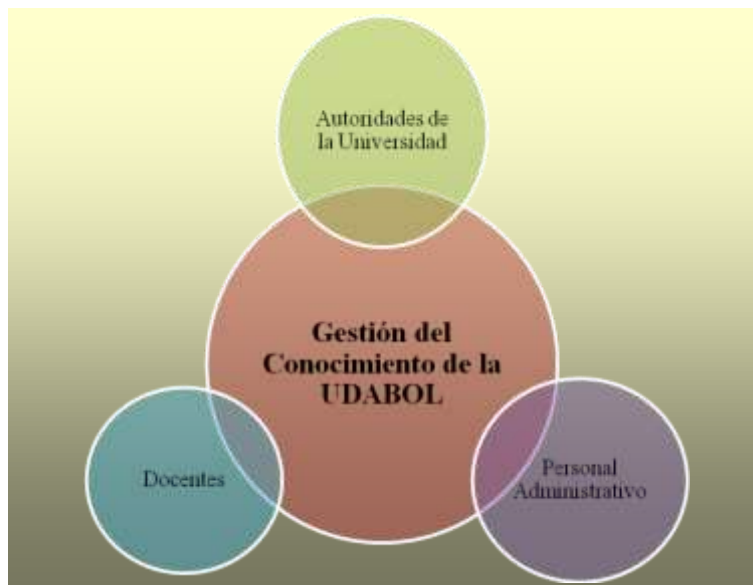 Autoridades de
la Universidad
Gestión del
Conocimiento de la
UDABOL
Docentes
Personal
Administrativo